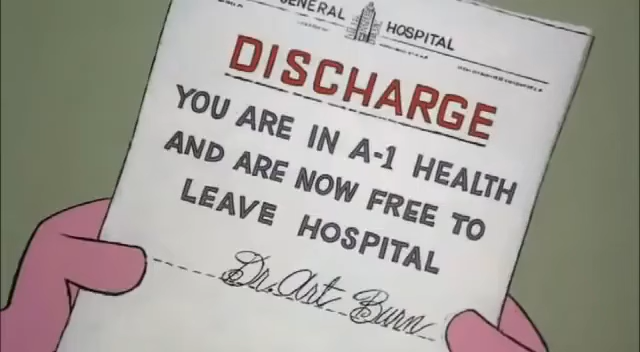 GENERAL HOSPITAL
DISCHARGE
YOU ARE IN A-1 HEALTH
AND ARE NOW FREE TO
LEAVE HOSPITAL
Dr. Art Burn